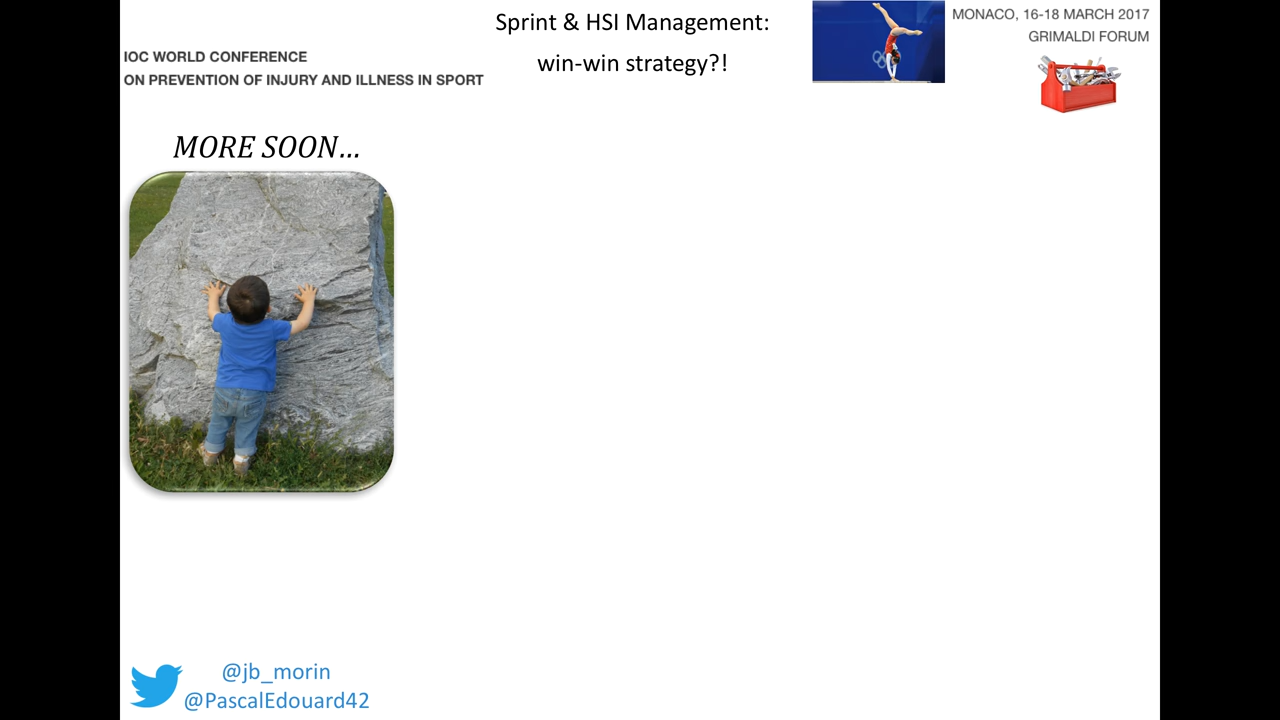 Sprint & HSI Management:
win-win strategy?!
MONACO, 16-18 MARCH 2017
GRIMALDI FORUM
IOC WORLD CONFERENCE
ON PREVENTION OF INJURY AND ILLNESS IN SPORT
MORE SOON…
@jb_morin
@PascalEdouard42